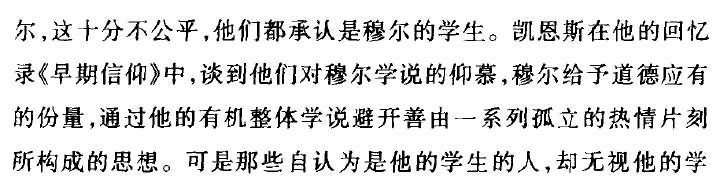 尔,这十分不公平,他们都承认是穆尔的学生。凯恩斯在他的回忆
录《早期信仰》中,谈到他们对穆尔学说的仰慕,穆尔给予道德应有
的份量,通过他的有机整体学说避开善由一系列孤立的热情片刻
所构成的思想。可是那些自认为是他的学生的人,却无视他的学